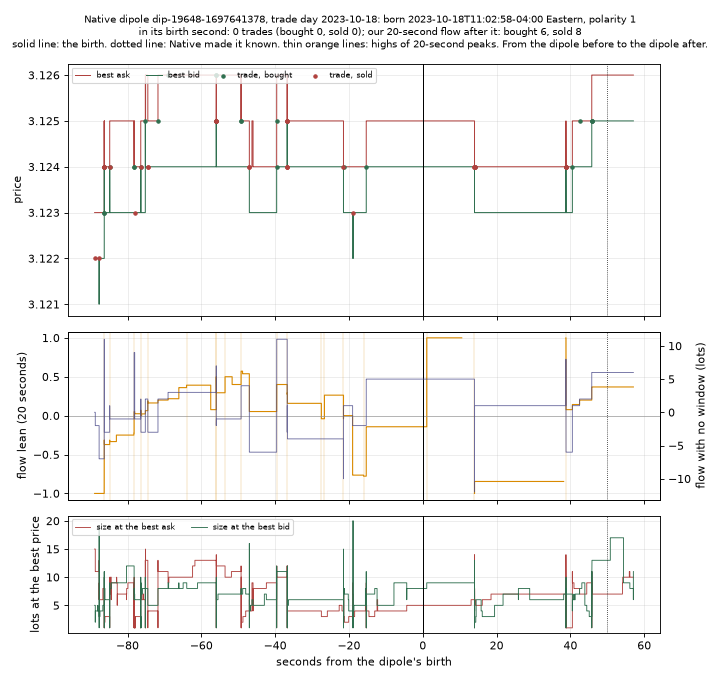 Native dipole dip-19648-1697641378, trade day 2023-10-18: born 2023-10-18T11:02:58-04:00 Eastern, polarity 1
in its birth second: 0 trades (bought 0, sold 0); our 20-second flow after it: bought 6, sold 8
solid line: the birth. dotted line: Native made it known. thin orange lines: highs of 20-second peaks. From the dipole before to the dipole after.
best ask
best bid
trade, bought
trade, sold
3.126
3.125
3.124
3.123
3.122
3.121
price
1.0
0.5
0.0
−0.5
−1.0
flow lean (20 seconds)
10
5
0
−5
−10
flow with no window (lots)
size at the best ask
size at the best bid
20
15
10
5
lots at the best price
−80
−60
−40
−20
0
20
40
60
seconds from the dipole's birth